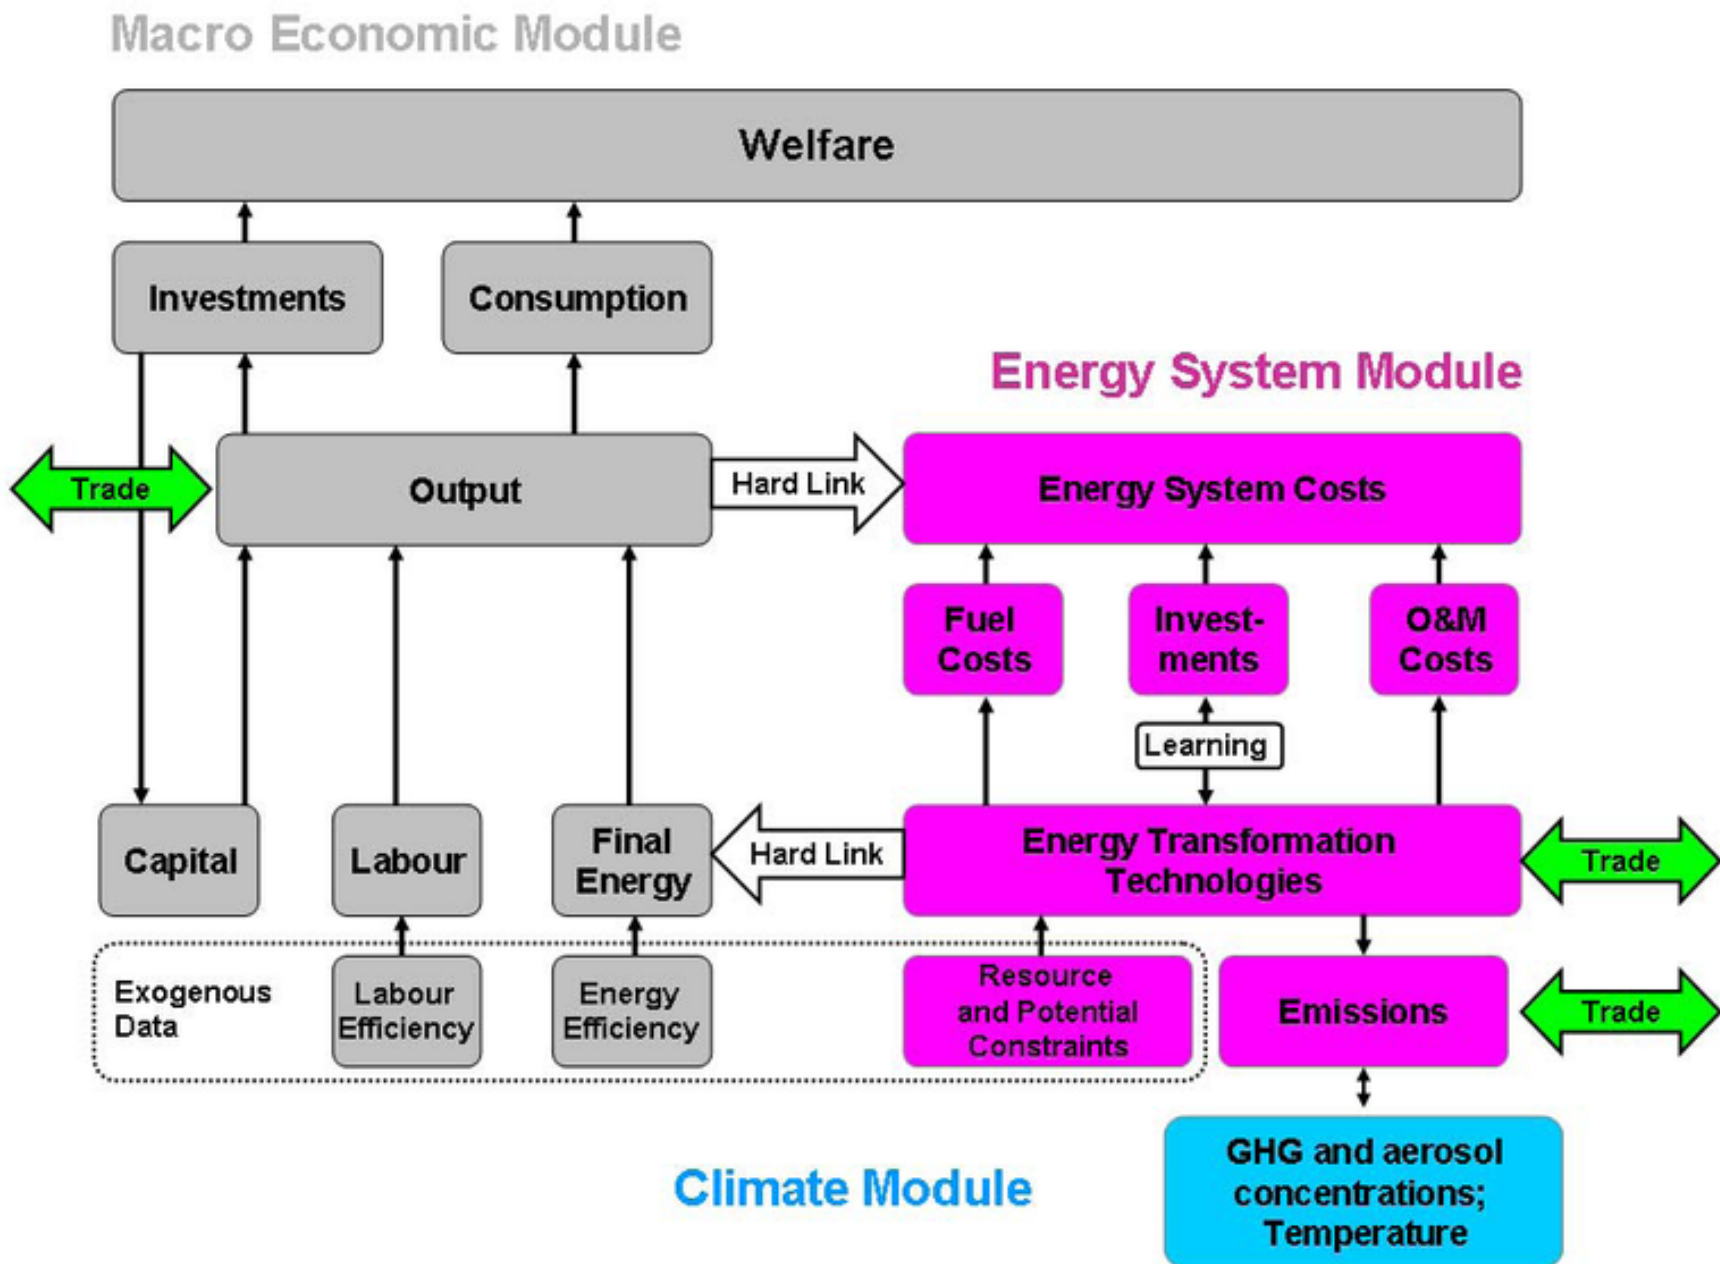 Macro Economic Module
Welfare
Investments
Consumption
Energy System Module
Trade
Output
Hard Link
Energy System Costs
Fuel
Costs
Invest-
ments
O&M
Costs
Learning
Capital
Labour
Final
Energy
Hard Link
Energy Transformation
Technologies
Trade
Exogenous
Data
Labour
Efficiency
Energy
Efficiency
Resource
and Potential
Constraints
Emissions
Trade
Climate Module
GHG and aerosol
concentrations;
Temperature